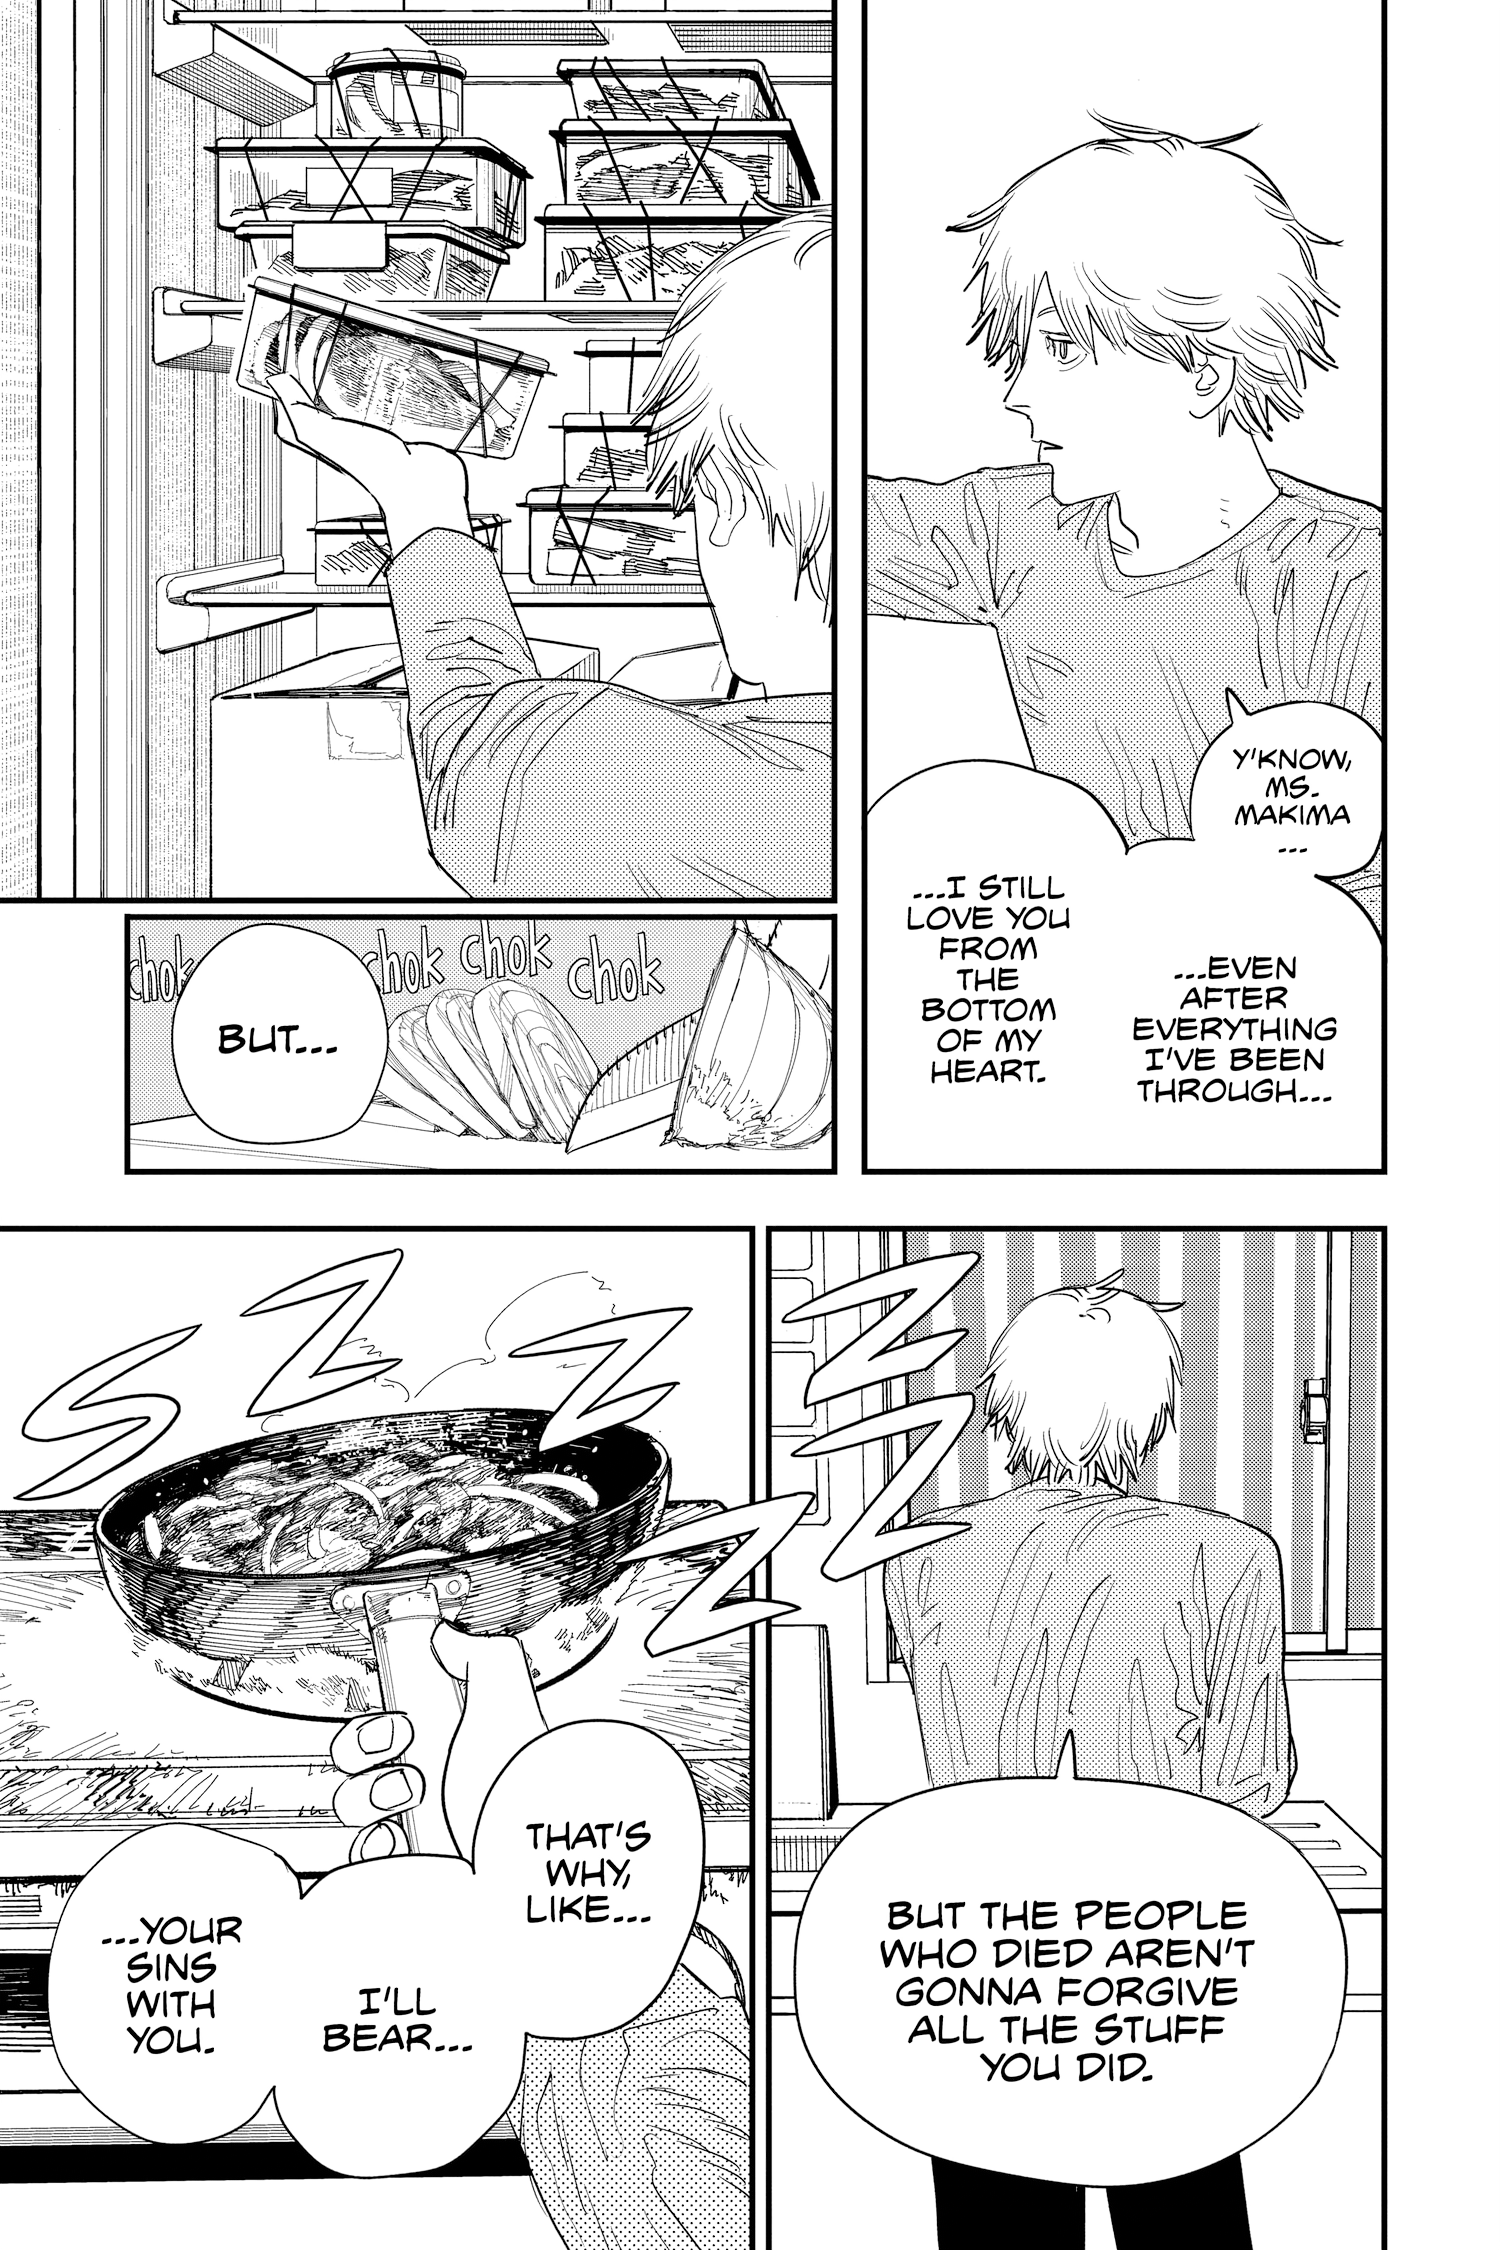 Y'KNOW,
MS.
MAKIMA
...
...EVEN
AFTER
EVERYTHING
I'VE BEEN
THROUGH...
...I STILL
LOVE YOU
FROM
THE
BOTTOM
OF MY
HEART.
chok
chok
chok
chok
BUT...
ZZZ
BUT THE PEOPLE
WHO DIED AREN'T
GONNA FORGIVE
ALL THE STUFF
YOU DID.
SZZ
THAT'S
WHY,
LIKE...
I'LL
BEAR...
...YOUR
SINS
WITH
YOU.